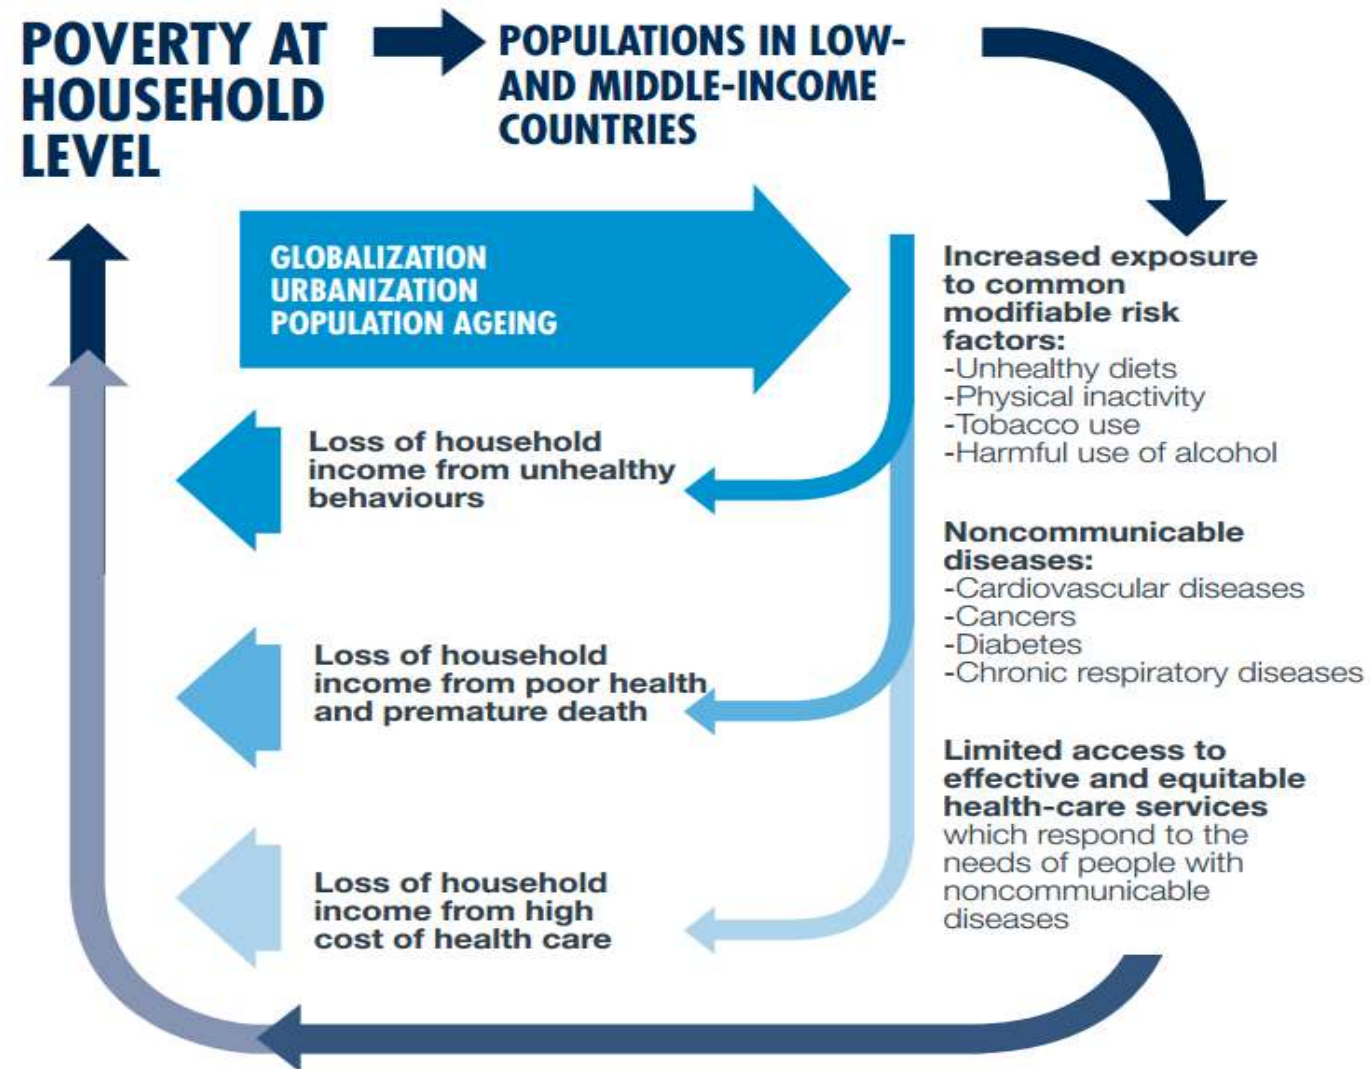 POVERTY AT
HOUSEHOLD
LEVEL
POPULATIONS IN LOW-
AND MIDDLE-INCOME
COUNTRIES
GLOBALIZATION
URBANIZATION
POPULATION AGEING
Increased exposure
to common
modifiable risk
factors:
-Unhealthy diets
-Physical inactivity
-Tobacco use
-Harmful use of alcohol
Loss of household
income from unhealthy
behaviours
Noncommunicable
diseases:
-Cardiovascular diseases
-Cancers
-Diabetes
-Chronic respiratory diseases
Loss of household
income from poor health
and premature death
Limited access to
effective and equitable
health-care services
which respond to the
needs of people with
noncommunicable
diseases
Loss of household
income from high
cost of health care